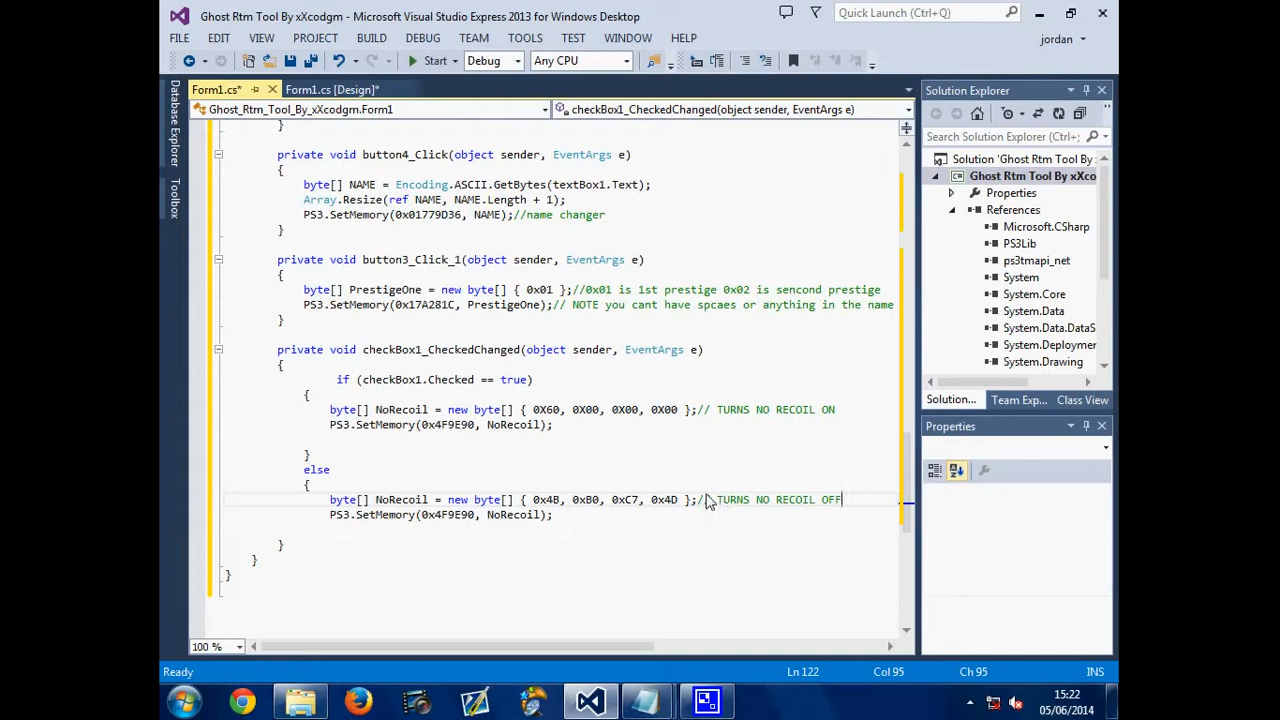 Ghost Rtm Tool By xXcodgm - Microsoft Visual Studio Express 2013 for Windows Desktop
Quick Launch (Ctrl+Q)
FILE EDIT VIEW PROJECT BUILD DEBUG TEAM TOOLS TEST WINDOW HELP
jordan
Start Debug Any CPU
Form1.cs* Form1.cs [Design]*
Ghost_Rtm_Tool_By_xXcodgm.Form1 checkBox1_CheckedChanged(object sender, EventArgs e)
Database Explorer
Toolbox
}
private void button4_Click(object sender, EventArgs e)
{
byte[] NAME = Encoding.ASCII.GetBytes(textBox1.Text);
Array.Resize(ref NAME, NAME.Length + 1);
PS3.SetMemory(0x01779D36, NAME);//name changer
}
private void button3_Click_1(object sender, EventArgs e)
{
byte[] PrestigeOne = new byte[] { 0x01 };//0x01 is 1st prestige 0x02 is sencond prestige
PS3.SetMemory(0x17A281C, PrestigeOne);// NOTE you cant have spcaes or anything in the name
}
private void checkBox1_CheckedChanged(object sender, EventArgs e)
{
if (checkBox1.Checked == true)
{
byte[] NoRecoil = new byte[] { 0X60, 0X00, 0X00, 0X00 };// TURNS NO RECOIL ON
PS3.SetMemory(0x4F9E90, NoRecoil);
}
else
{
byte[] NoRecoil = new byte[] { 0X4B, 0XB0, 0xC7, 0x4D };// TURNS NO RECOIL OFF
PS3.SetMemory(0x4F9E90, NoRecoil);
}
}
}
100 %
Solution Explorer
Search Solution Explorer (Ctrl+;
Solution 'Ghost Rtm Tool By
Ghost Rtm Tool By xXco
Properties
References
Microsoft.CSharp
PS3Lib
ps3tmapi_net
System
System.Core
System.Data
System.Data.DataS
System.Deploymer
System.Drawing
Solution... Team Exp... Class View
Properties
Ready Ln 122 Col 95 Ch 95 INS
15:22
05/06/2014